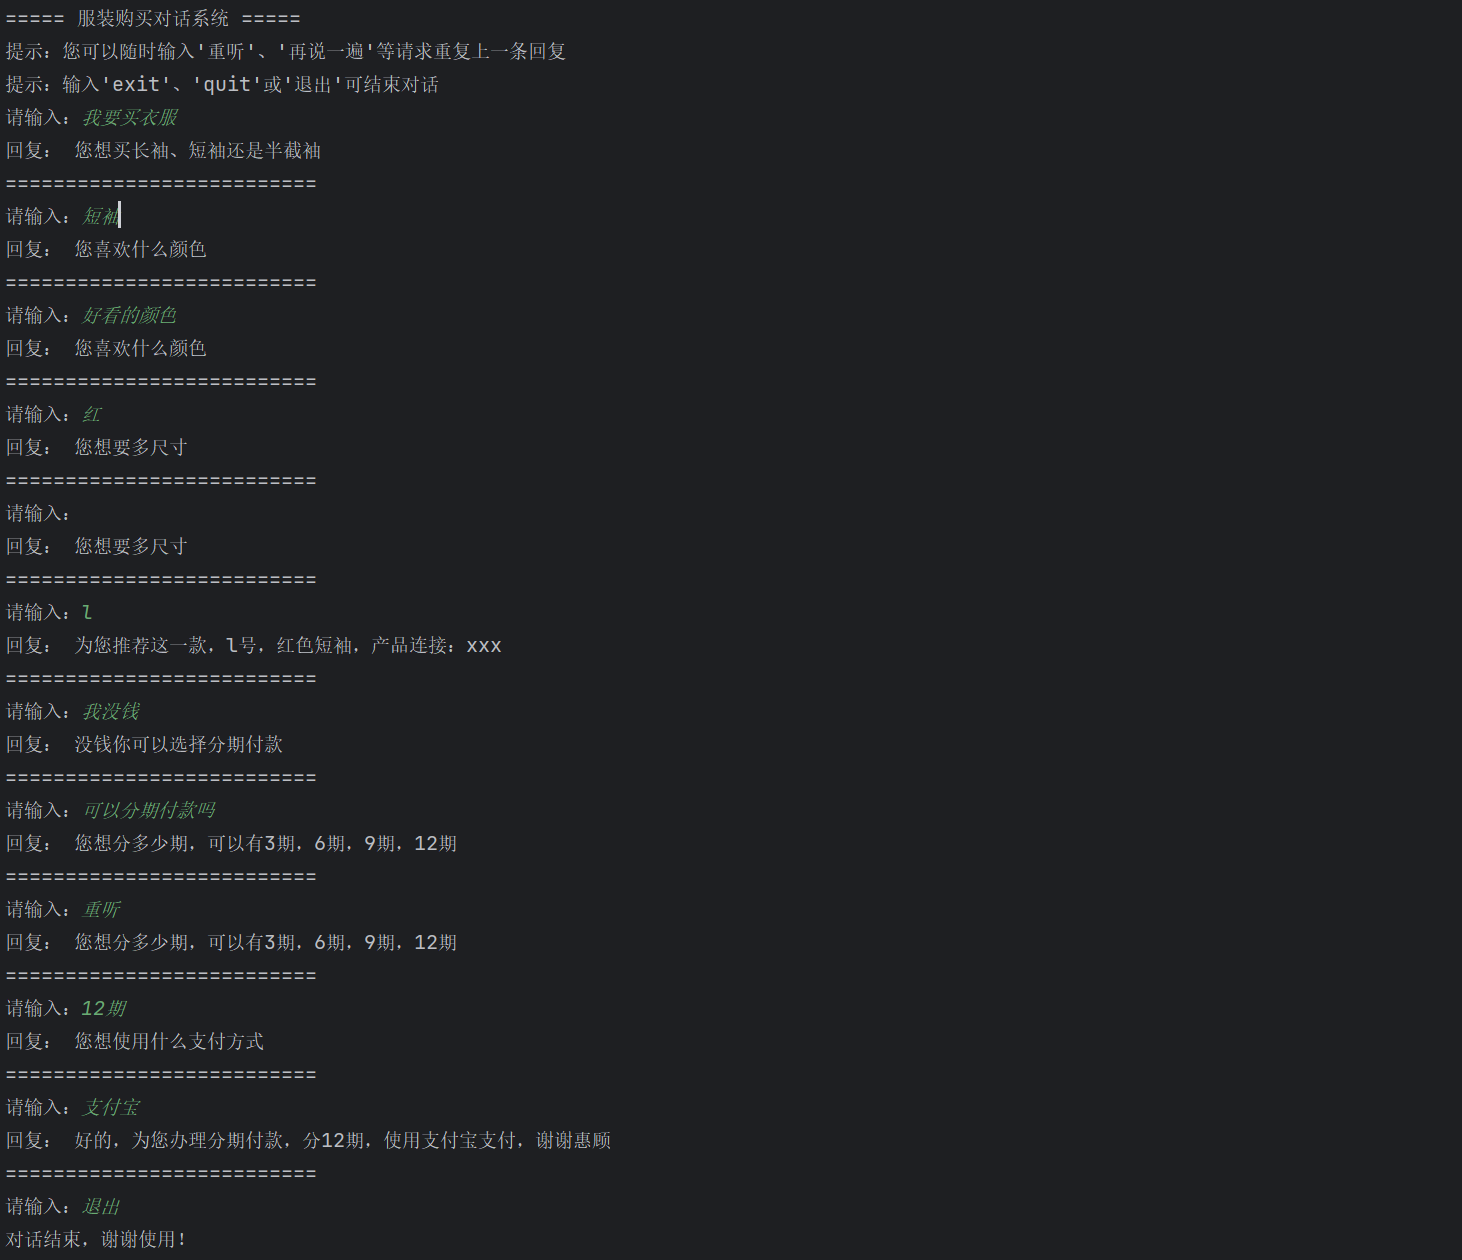 ===== 服装购买对话系统 =====
提示：您可以随时输入'重听'、'再说一遍'等请求重复上一条回复
提示：输入'exit'、'quit'或'退出'可结束对话
请输入：我要买衣服
回复： 您想买长袖、短袖还是半截袖
==========================
请输入：短袖
回复： 您喜欢什么颜色
==========================
请输入：好看的颜色
回复： 您喜欢什么颜色
==========================
请输入：红
回复： 您想要多尺寸
==========================
请输入：
回复： 您想要多尺寸
==========================
请输入：l
回复： 为您推荐这一款，l号，红色短袖，产品连接：xxx
==========================
请输入：我没钱
回复： 没钱你可以选择分期付款
==========================
请输入：可以分期付款吗
回复： 您想分多少期，可以有3期，6期，9期，12期
==========================
请输入：重听
回复： 您想分多少期，可以有3期，6期，9期，12期
==========================
请输入：12期
回复： 您想使用什么支付方式
==========================
请输入：支付宝
回复： 好的，为您办理分期付款，分12期，使用支付宝支付，谢谢惠顾
==========================
请输入：退出
对话结束，谢谢使用！